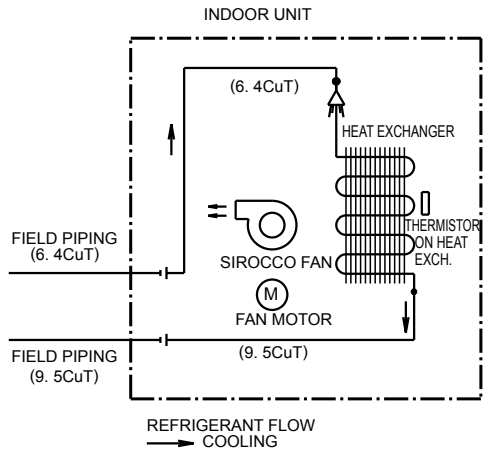 INDOOR UNIT
(6. 4CuT)
HEAT EXCHANGER
THERMISTOR
ON HEAT
EXCH.
FIELD PIPING
(6. 4CuT)
SIROCCO FAN
M
FAN MOTOR
(9. 5CuT)
FIELD PIPING
(9. 5CuT)
REFRIGERANT FLOW
COOLING